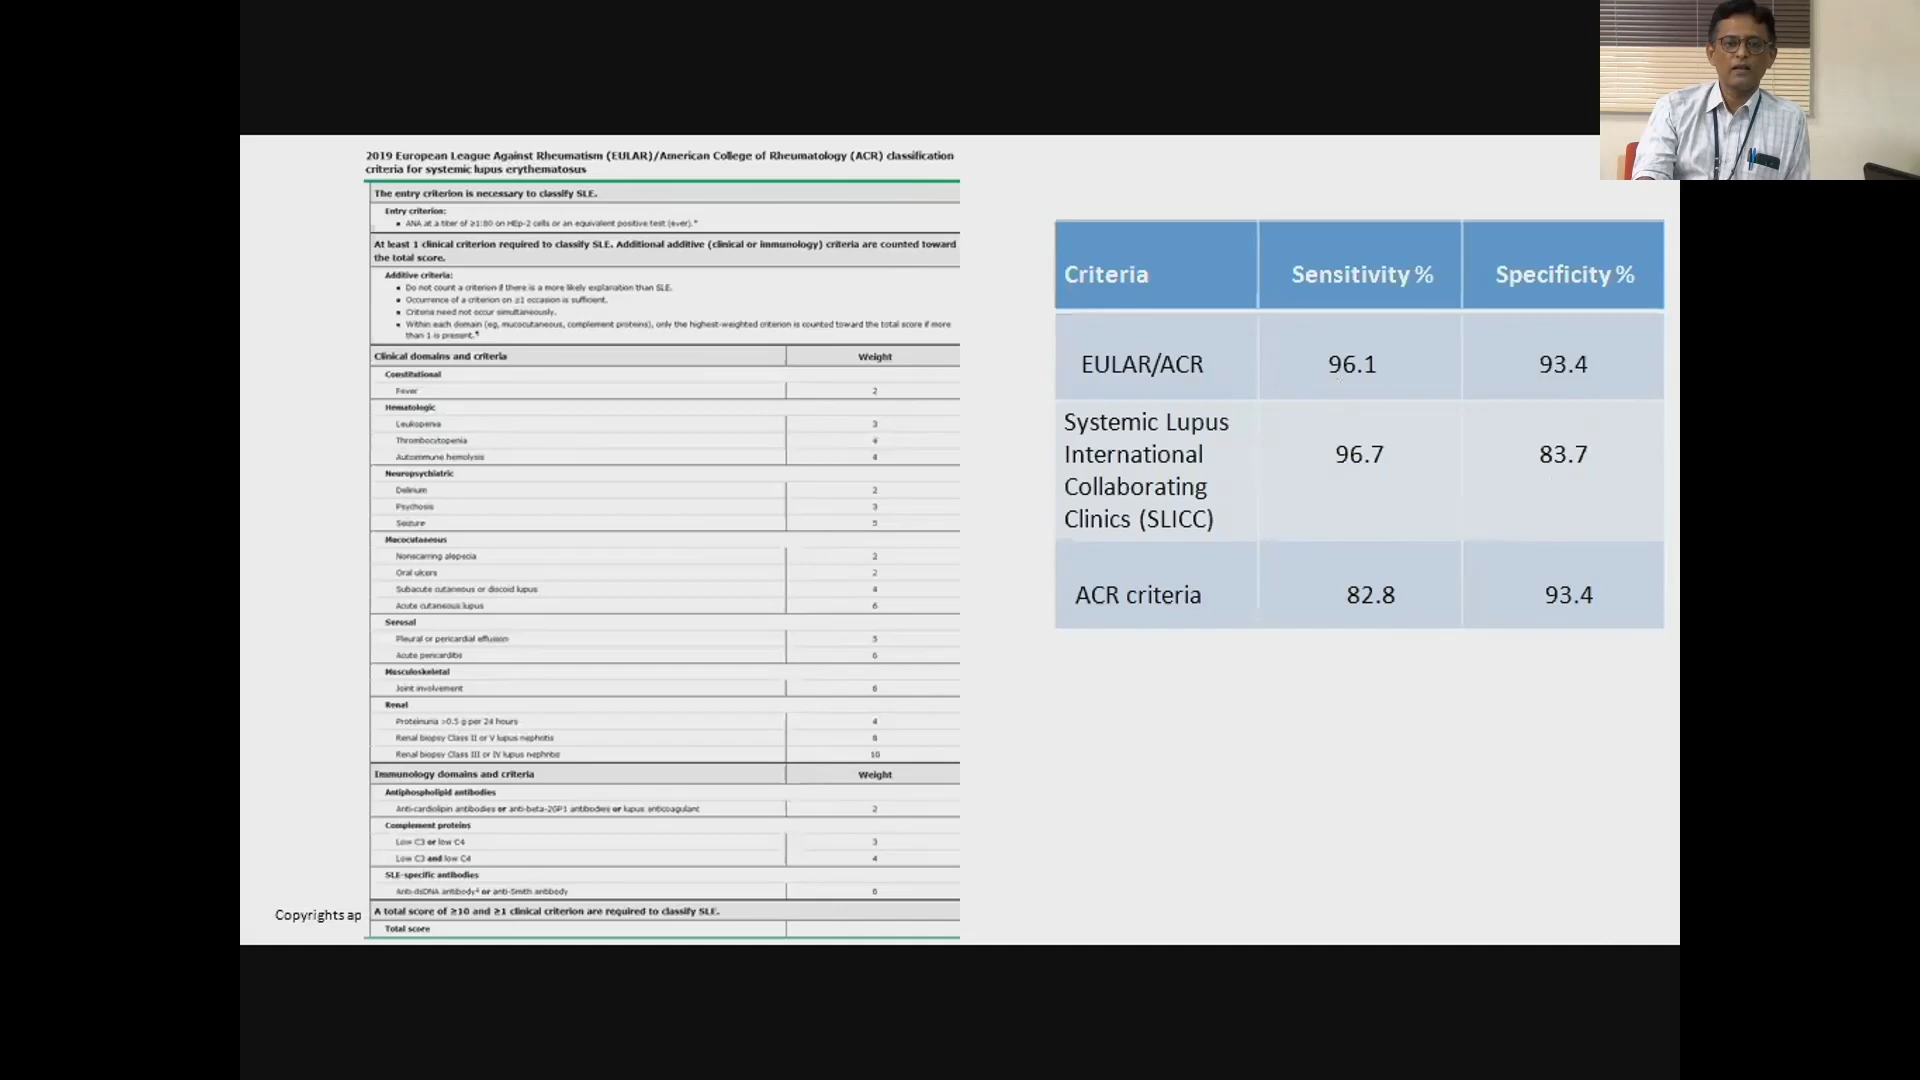 2019 European League Against Rheumatism (EULAR)/American College of Rheumatology (ACR) classification
criteria for systemic lupus erythematosus
The entry criterion is necessary to classify SLE.
Entry criterion:
• ANA at a titer of ≥1:80 on HEp-2 cells or an equivalent positive test (ever).*
At least 1 clinical criterion required to classify SLE. Additional additive (clinical or immunology) criteria are counted toward
the total score.
Additive criteria:
• Do not count a criterion if there is a more likely explanation than SLE.
• Occurrence of a criterion on ≥1 occasion is sufficient.
• Criteria need not occur simultaneously.
• Within each domain (eg, mucocutaneous, complement proteins), only the highest-weighted criterion is counted toward the total score if more
than 1 is present.¶
Clinical domains and criteria Weight
Constitutional
Fever 2
Hematologic
Leukopenia 3
Thrombocytopenia 4
Autoimmune hemolysis 4
Neuropsychiatric
Delirium 2
Psychosis 3
Seizure 5
Mucocutaneous
Nonscarring alopecia 2
Oral ulcers 2
Subacute cutaneous or discoid lupus 4
Acute cutaneous lupus 6
Serosal
Pleural or pericardial effusion 5
Acute pericarditis 6
Musculoskeletal
Joint involvement 6
Renal
Proteinuria >0.5 g per 24 hours 4
Renal biopsy Class II or V lupus nephritis 8
Renal biopsy Class III or IV lupus nephritis 10
Immunology domains and criteria Weight
Antiphospholipid antibodies
Anti-cardiolipin antibodies or anti-beta-2GP1 antibodies or lupus anticoagulant 2
Complement proteins
Low C3 or low C4 3
Low C3 and low C4 4
SLE-specific antibodies
Anti-dsDNA antibodyΔ or anti-Smith antibody 6
A total score of ≥10 and ≥1 clinical criterion are required to classify SLE.
Total score
Copyrights ap
Criteria Sensitivity % Specificity %
EULAR/ACR 96.1 93.4
Systemic Lupus
International
Collaborating
Clinics (SLICC) 96.7 83.7
ACR criteria 82.8 93.4